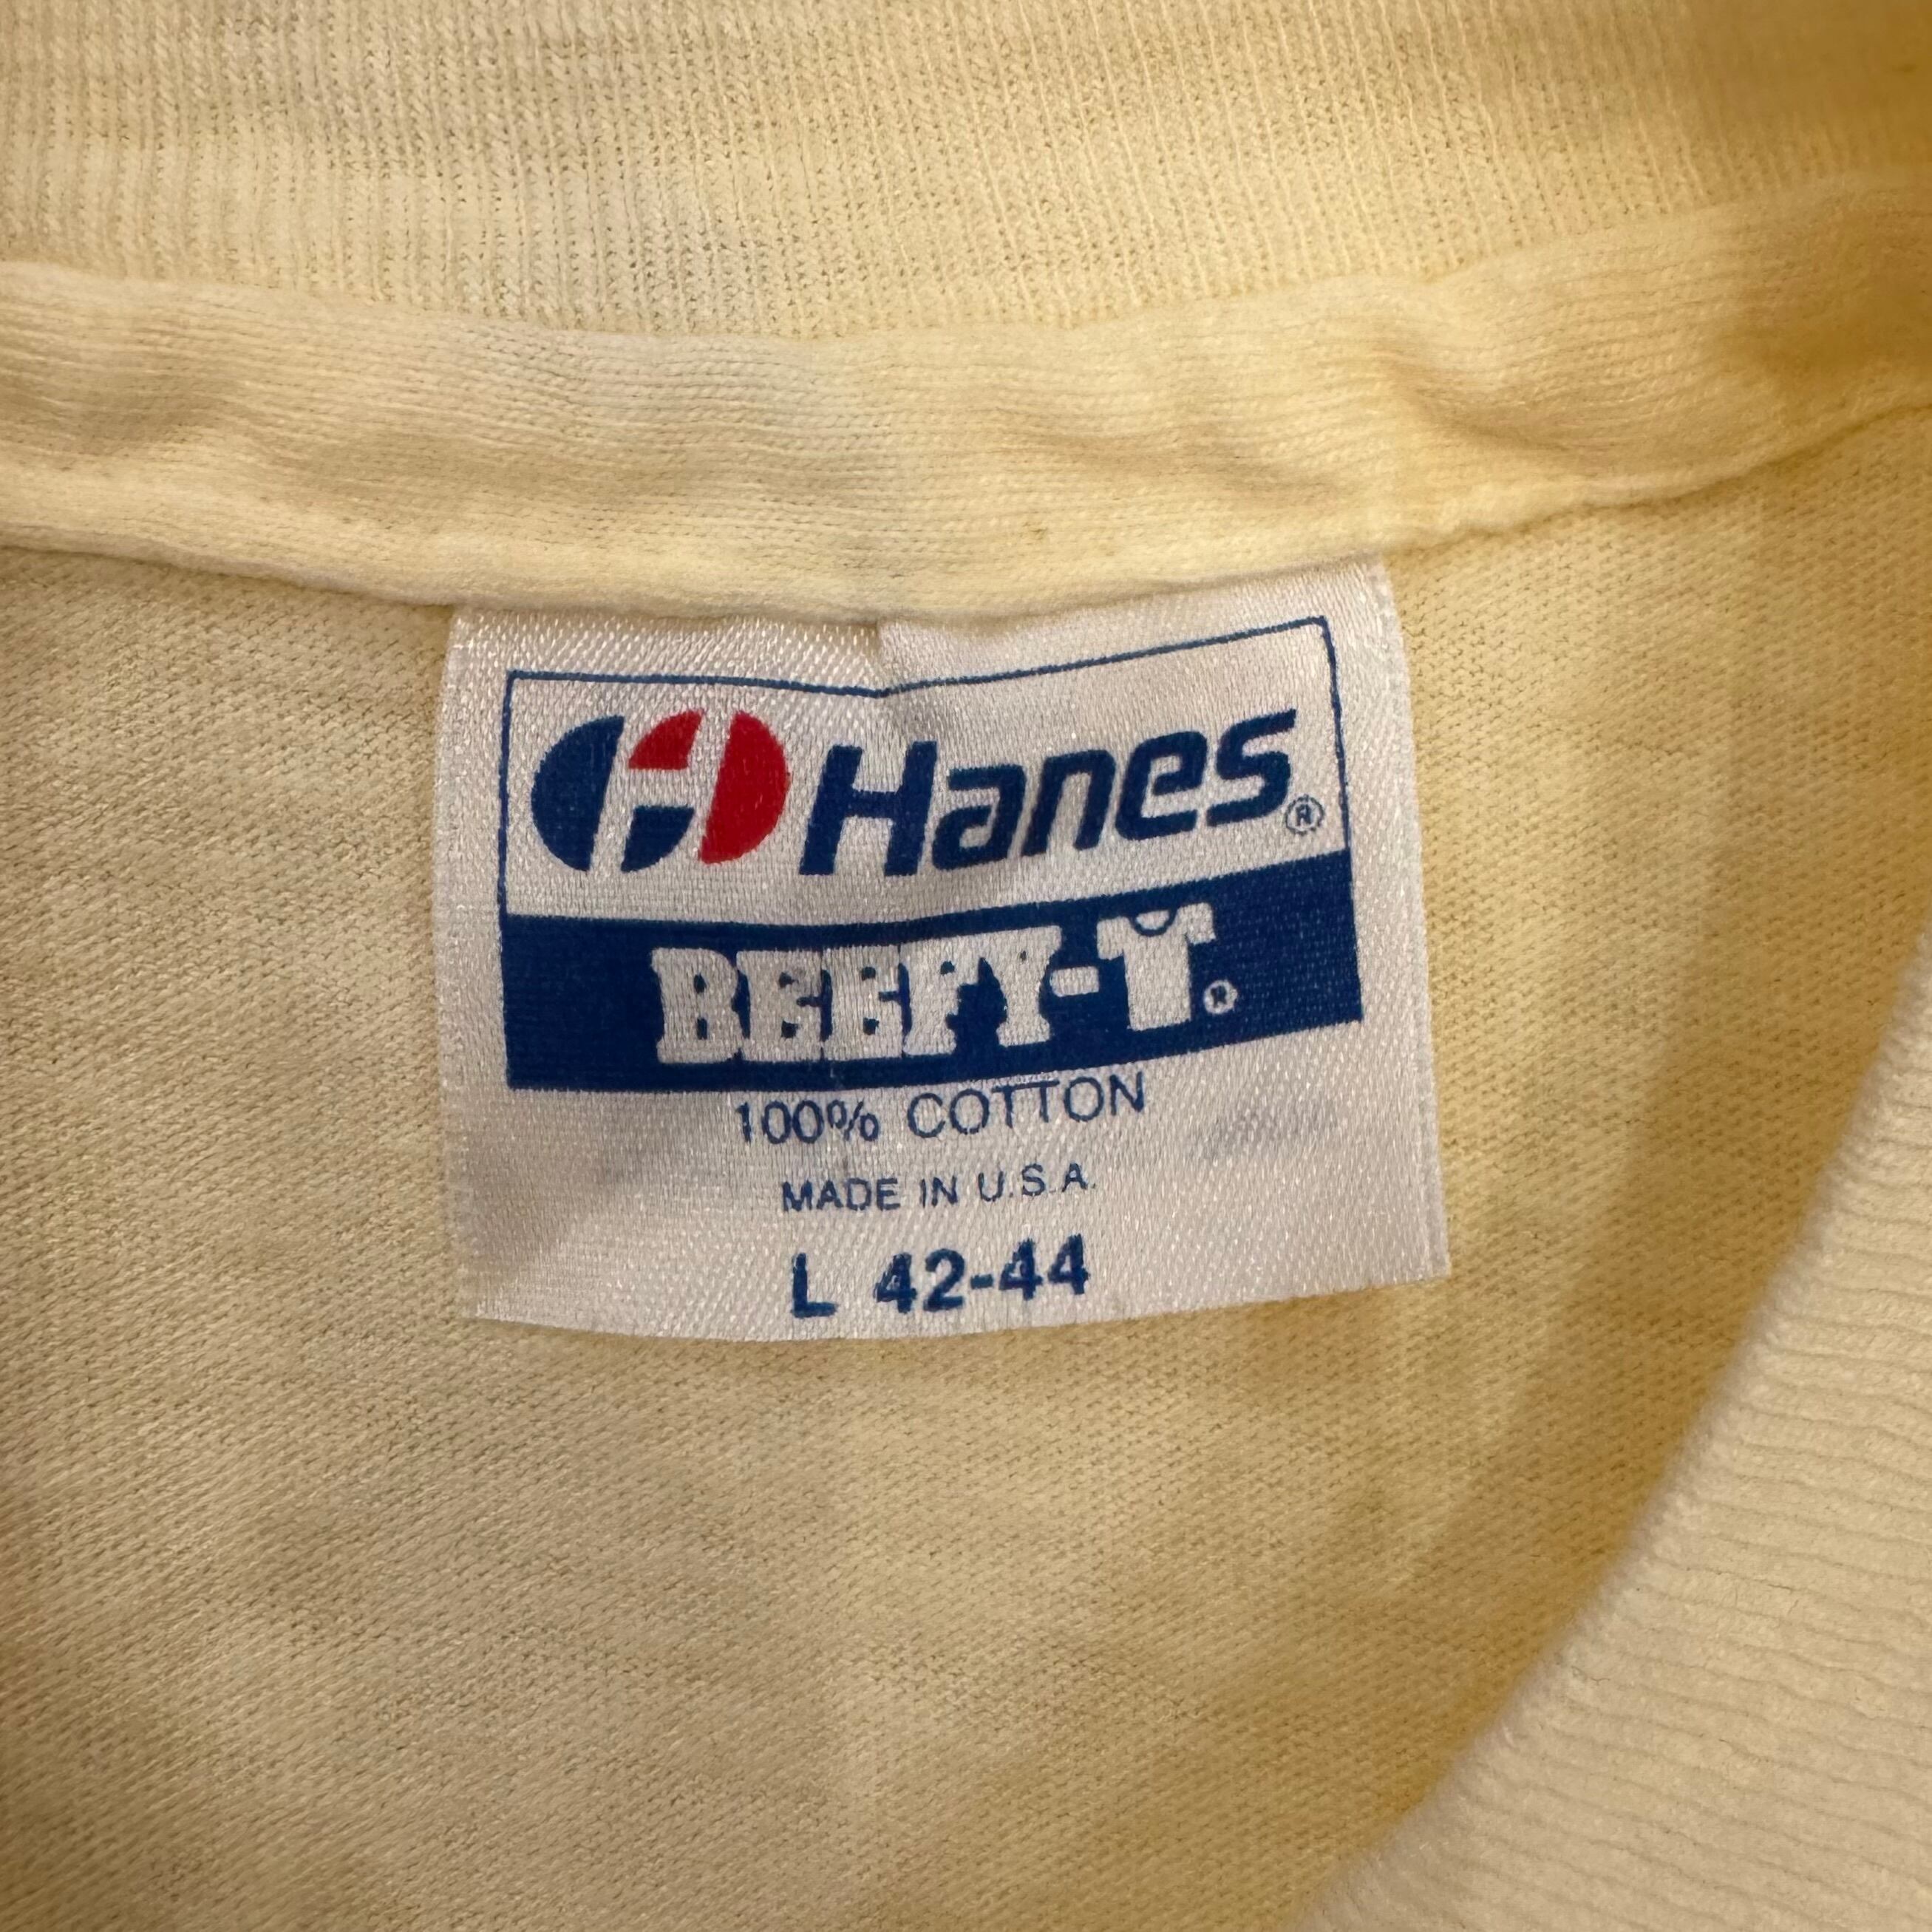 Hanes®
BEEFY-T®
100% COTTON
MADE IN U.S.A.
L 42-44